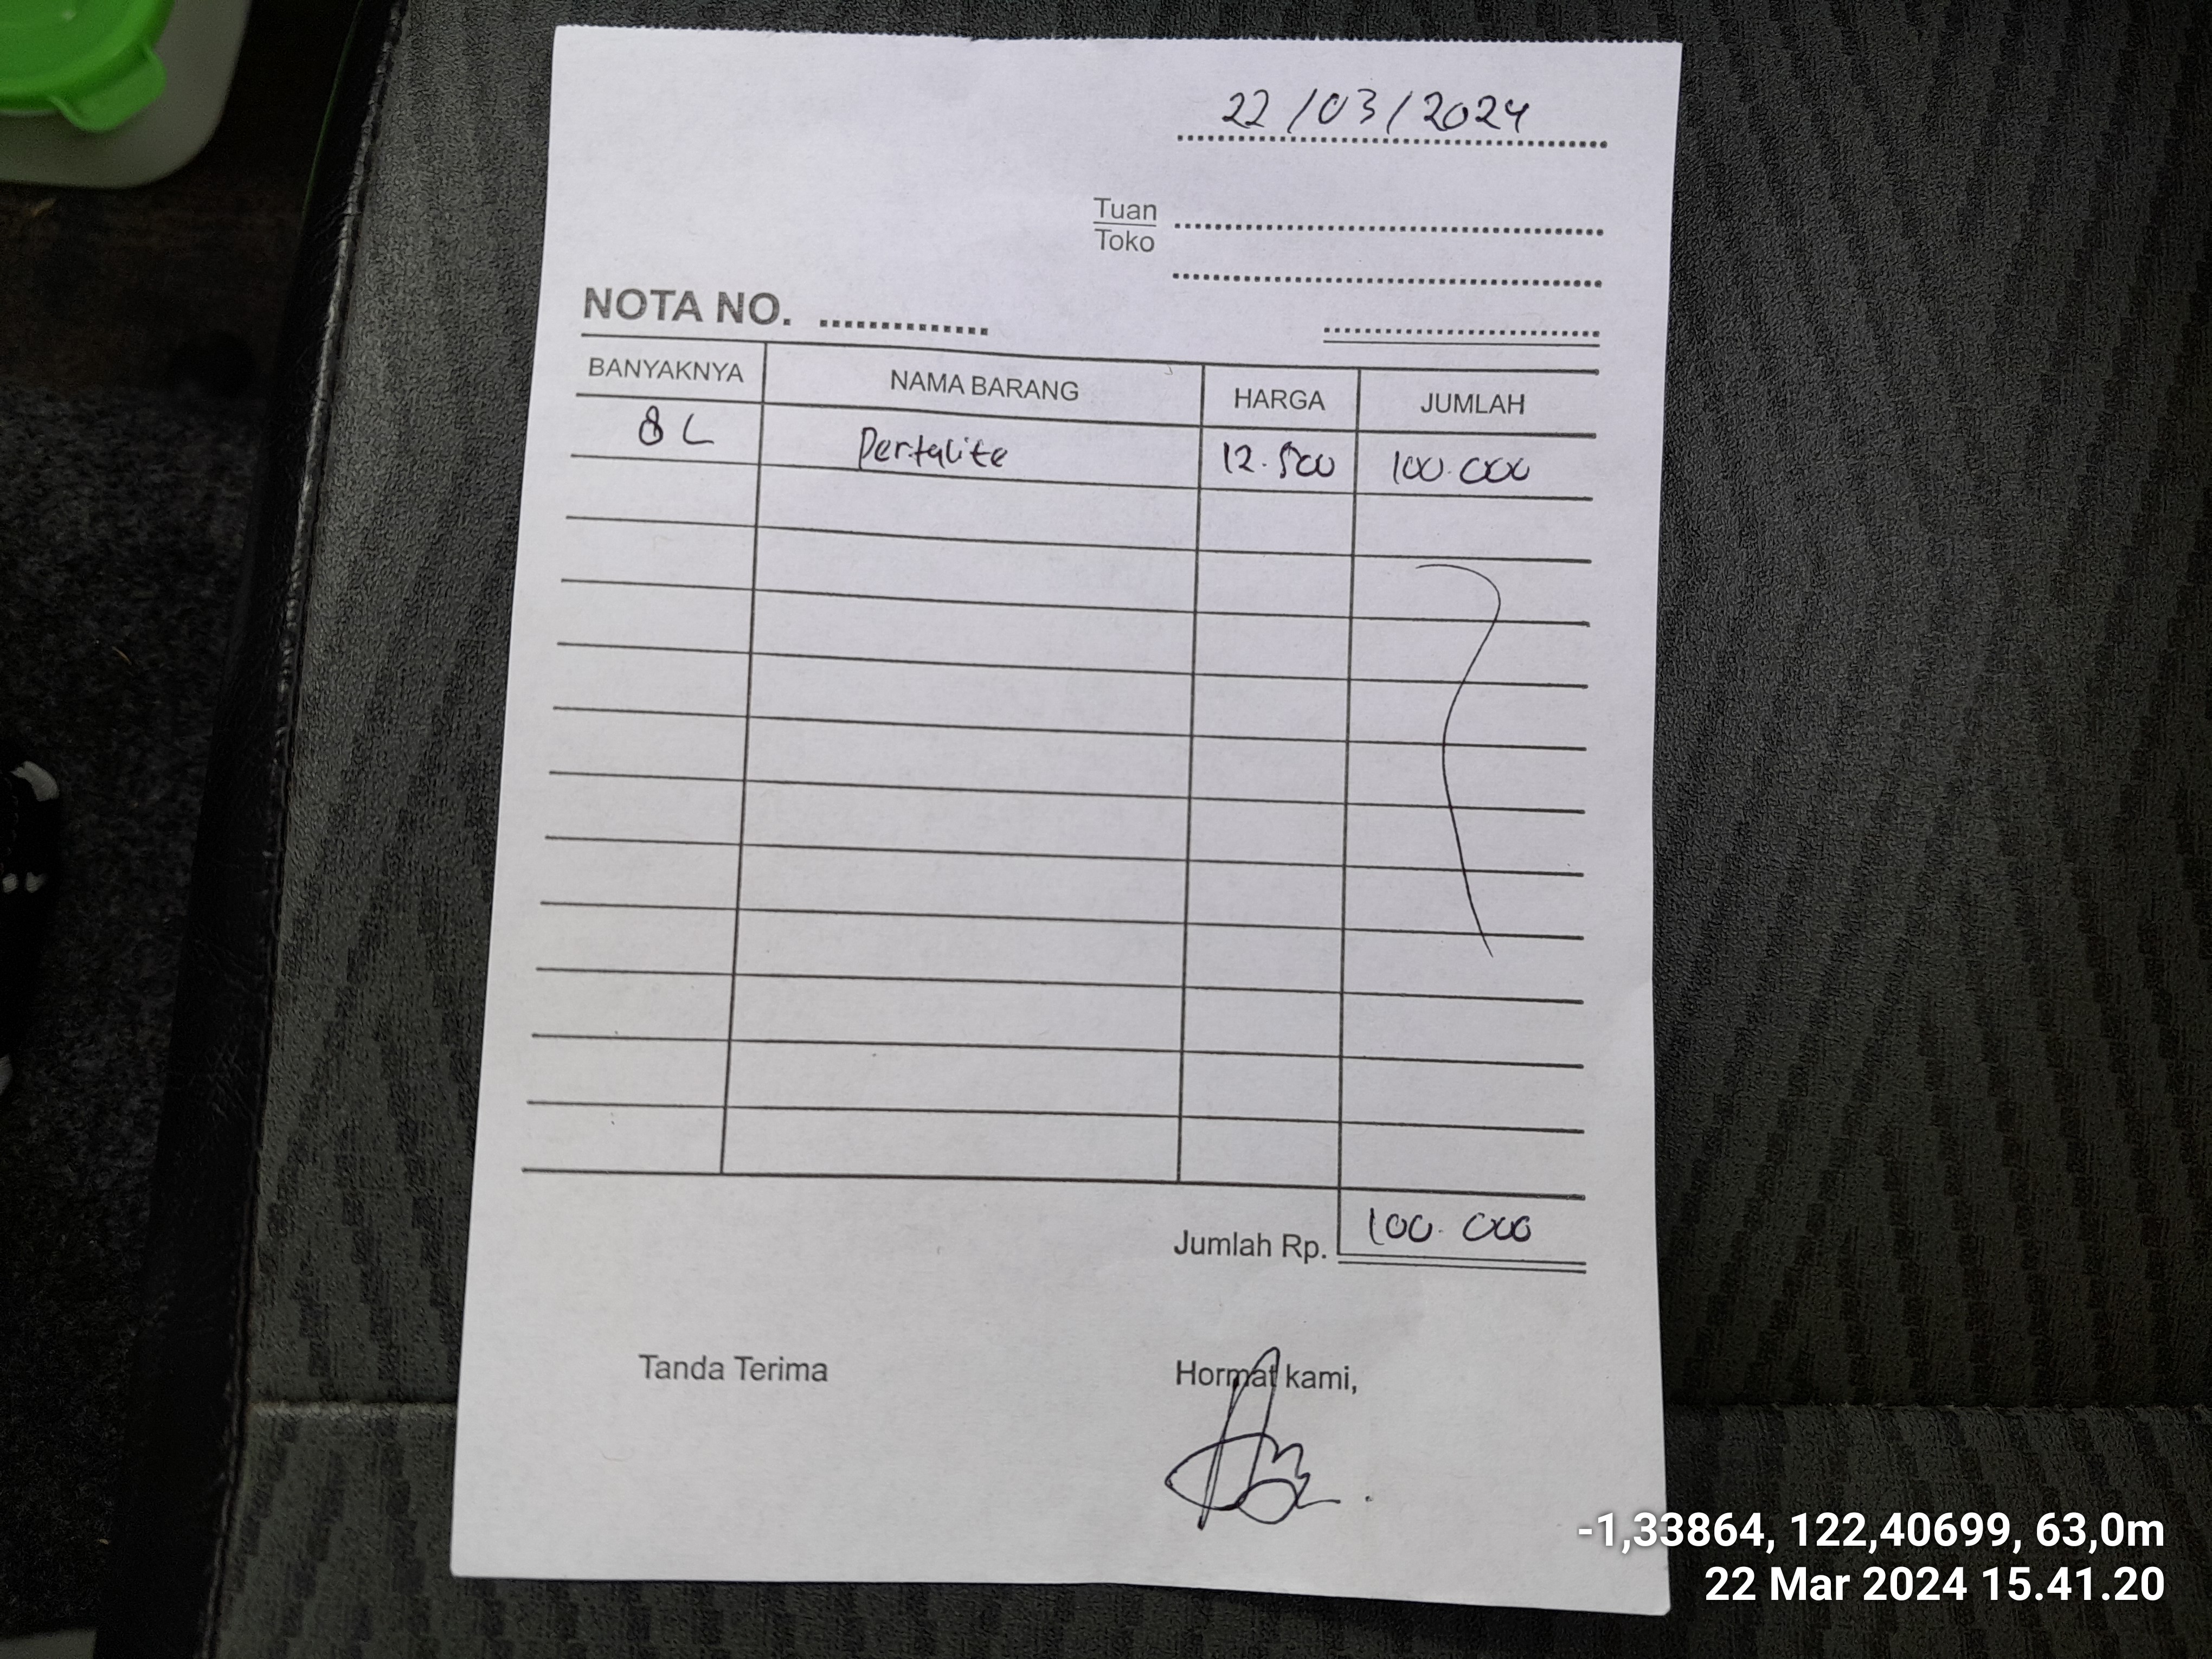 22/03/2024
Tuan
Toko
NOTA NO.
BANYAKNYA NAMA BARANG HARGA JUMLAH
8 L Pertalite 12.500 100.000
Jumlah Rp. 100.000
Tanda Terima Hormat kami,
-1,33864, 122,40699, 63,0m
22 Mar 2024 15.41.20